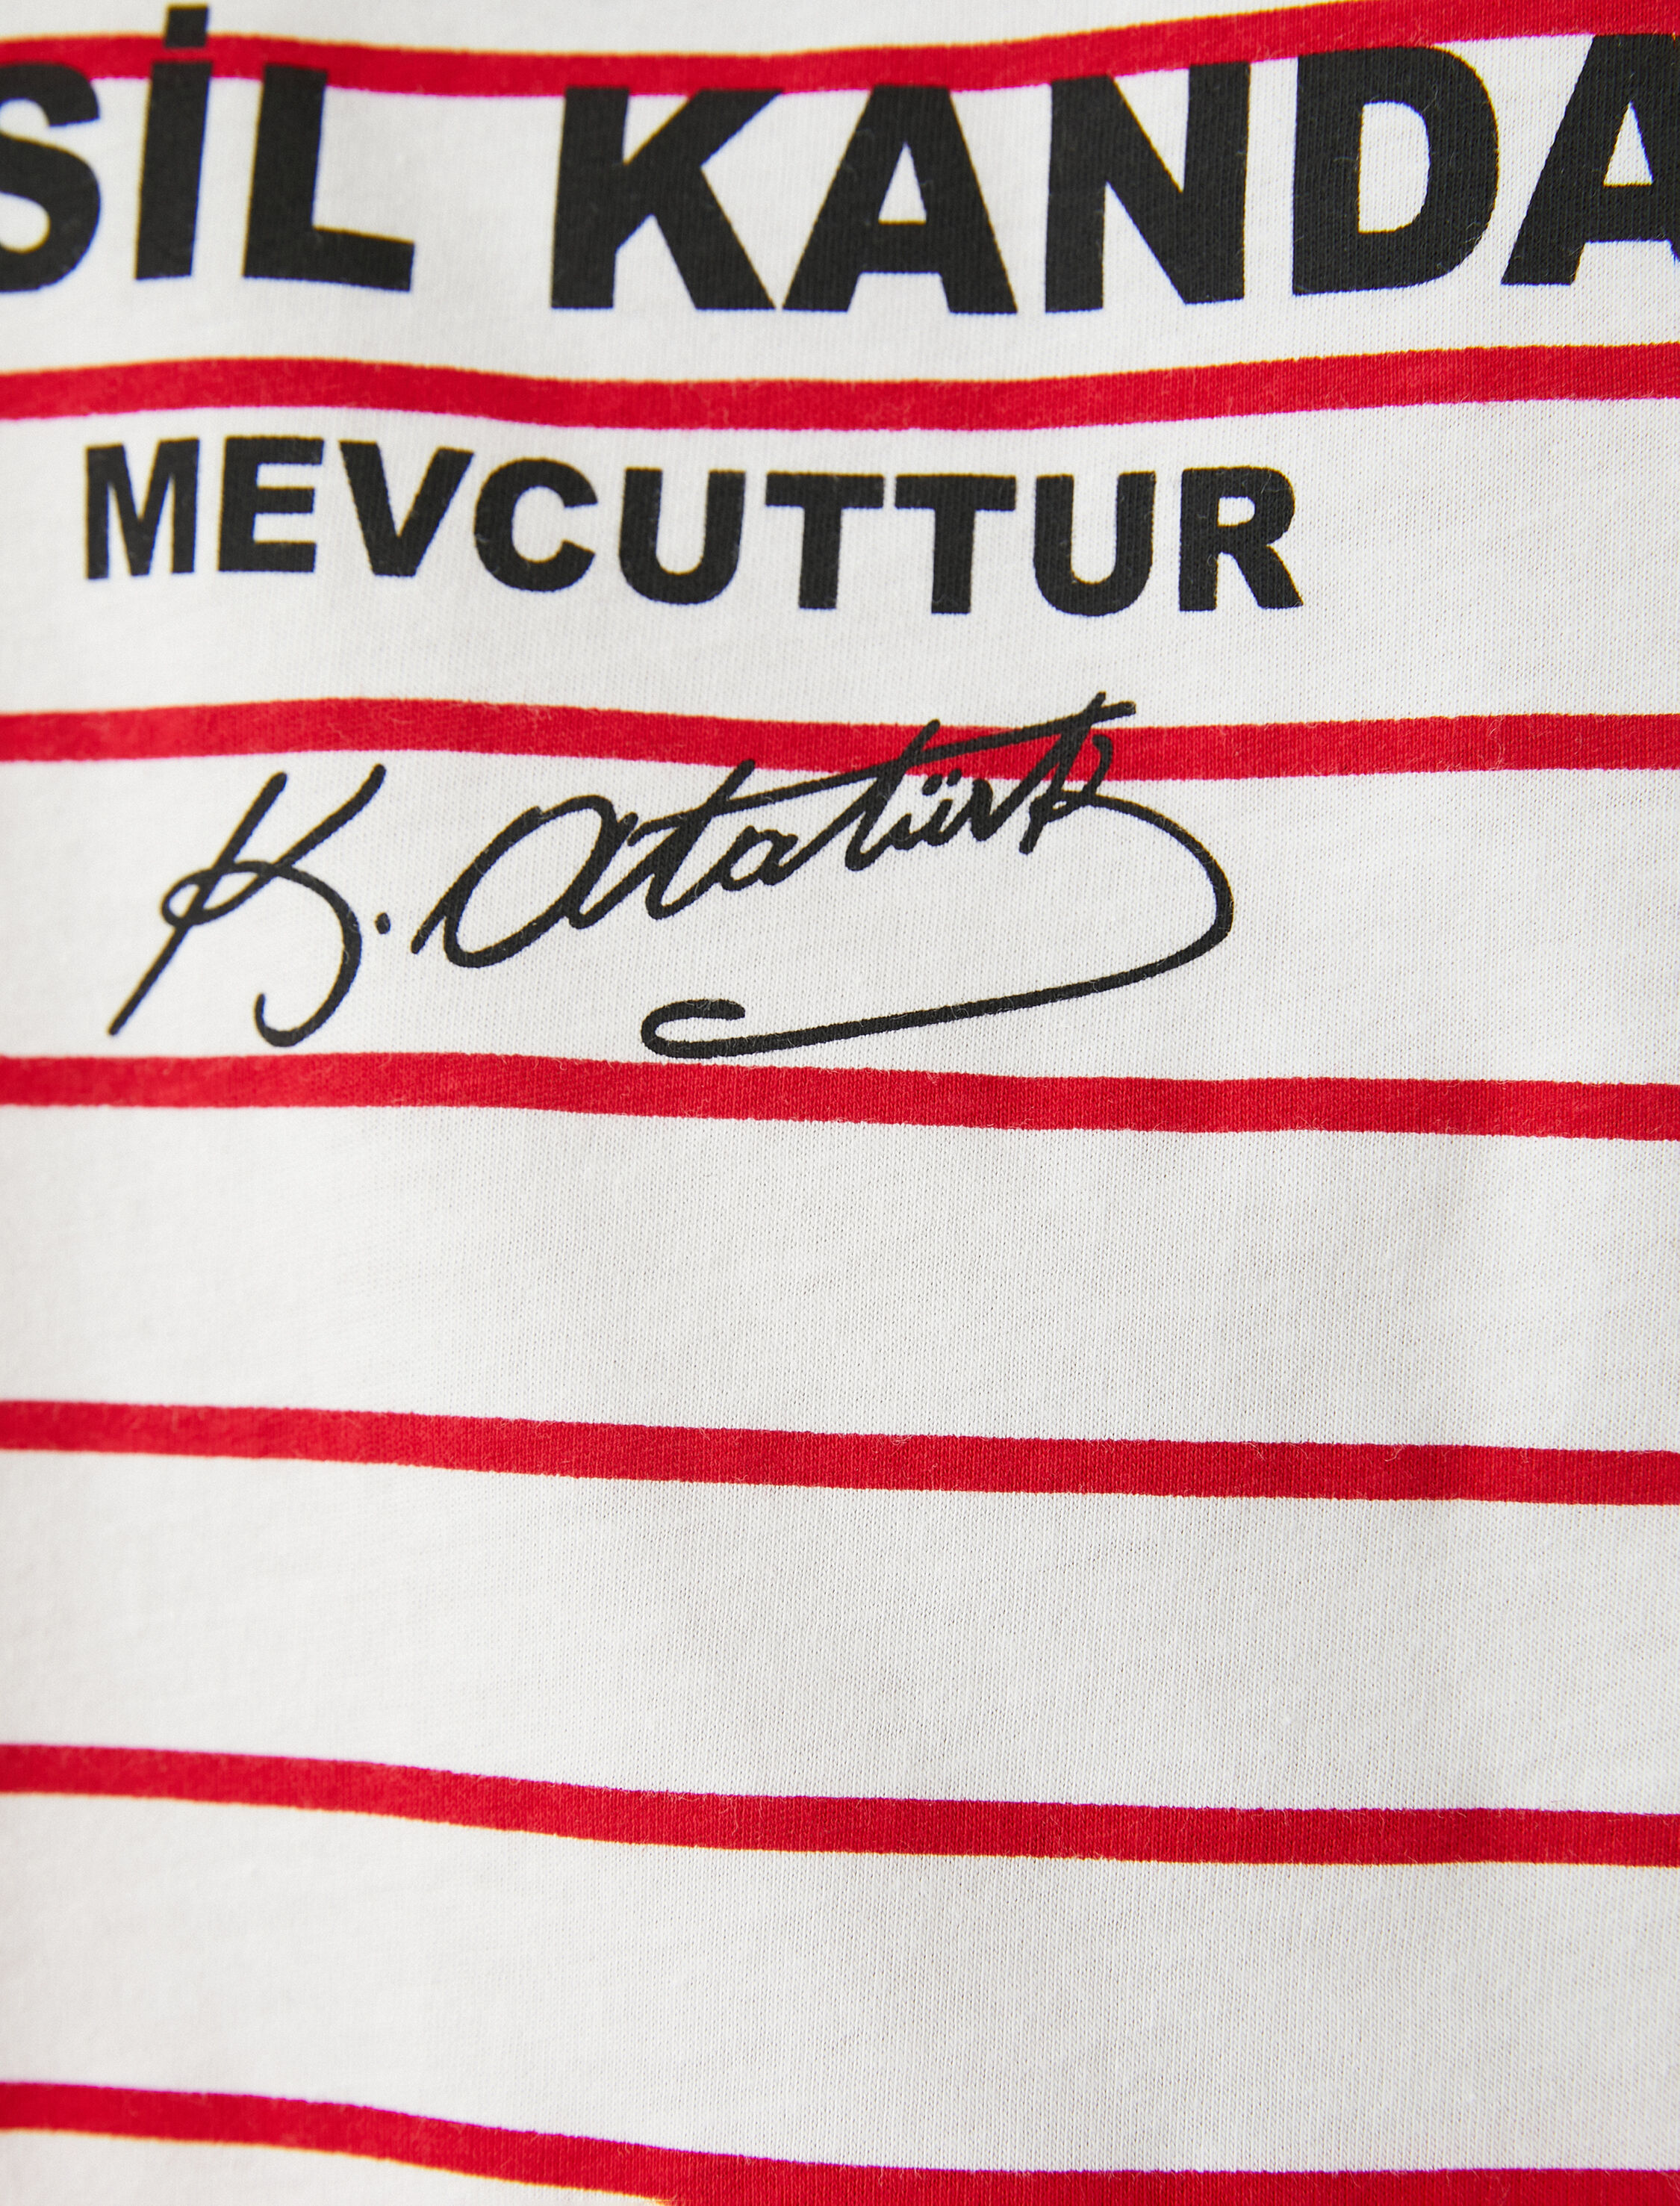 SİL KANDA
MEVCUTTUR
K. Atatürk